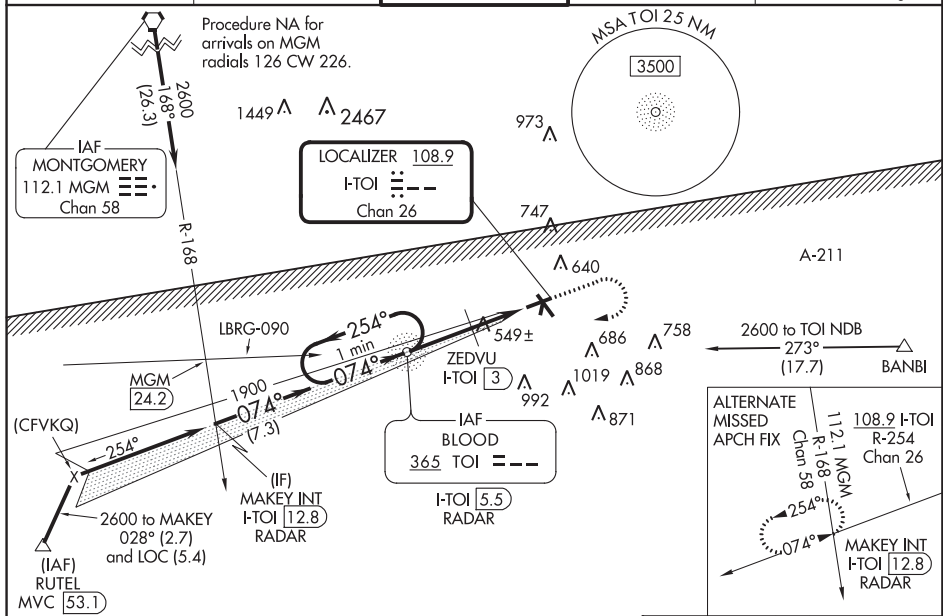 Procedure NA for
arrivals on MGM
radials 126 CW 226.
MSA TOI 25 NM
3500
2600
168°
(26.3)
1449
2467
973
IAF
MONTGOMERY
112.1 MGM
Chan 58
LOCALIZER 108.9
I-TOI
Chan 26
R-168
747
640
A-211
LBRG-090
254°
1 min
074°
549±
ZEDVU
I-TOI 3
686
758
868
1019
992
871
2600 to TOI NDB
273°
(17.7)
BANBI
MGM
24.2
1900
074°
(7.3)
(CFVKQ)
254°
IAF
BLOOD
365 TOI
I-TOI 5.5
RADAR
(IF)
MAKEY INT
I-TOI 12.8
RADAR
2600 to MAKEY
028° (2.7)
and LOC (5.4)
(IAF)
RUTEL
MVC 53.1
ALTERNATE
MISSED
APCH FIX
112.1 MGM
R-168
Chan 58
108.9 I-TOI
R-254
Chan 26
254°
074°
MAKEY INT
I-TOI 12.8
RADAR